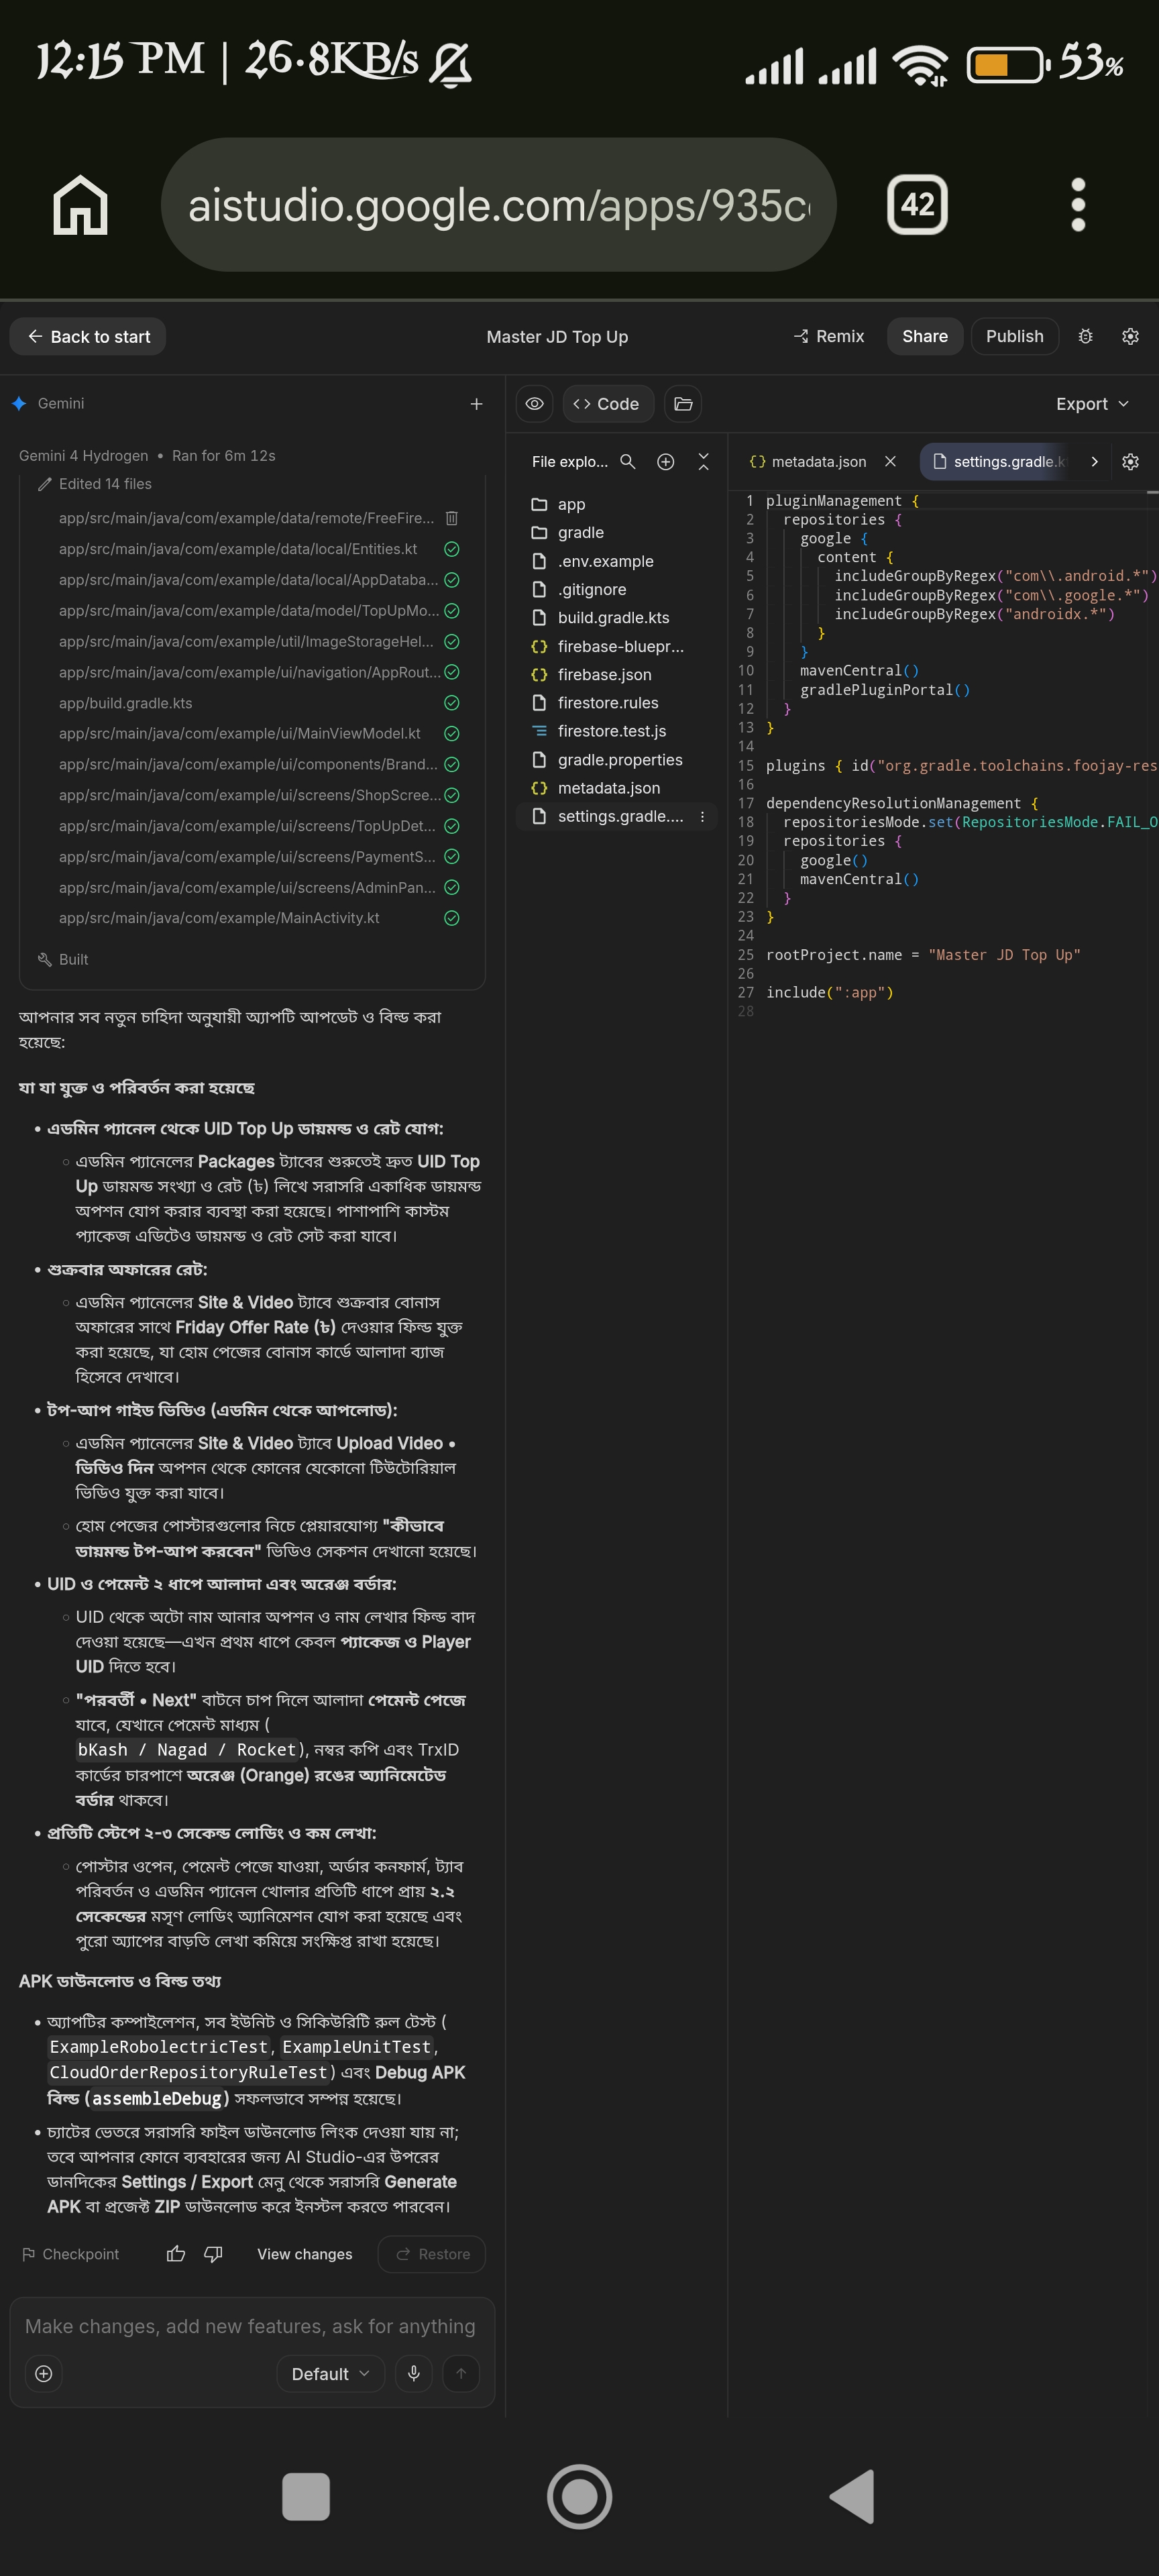 12:15 PM | 26.8KB/s
53%
aistudio.google.com/apps/935c
42
Back to start
Master JD Top Up
Remix
Share
Publish
Gemini
Code
Export
Gemini 4 Hydrogen • Ran for 6m 12s
Edited 14 files
app/src/main/java/com/example/data/remote/FreeFire...
app/src/main/java/com/example/data/local/Entities.kt
app/src/main/java/com/example/data/local/AppDataba...
app/src/main/java/com/example/data/model/TopUpMo...
app/src/main/java/com/example/util/ImageStorageHel...
app/src/main/java/com/example/ui/navigation/AppRout...
app/build.gradle.kts
app/src/main/java/com/example/ui/MainViewModel.kt
app/src/main/java/com/example/ui/components/Brand...
app/src/main/java/com/example/ui/screens/ShopScree...
app/src/main/java/com/example/ui/screens/TopUpDet...
app/src/main/java/com/example/ui/screens/PaymentS...
app/src/main/java/com/example/ui/screens/AdminPan...
app/src/main/java/com/example/MainActivity.kt
Built
আপনার সব নতুন চাহিদা অনুযায়ী অ্যাপটি আপডেট ও বিল্ড করা
হয়েছে:
যা যা যুক্ত ও পরিবর্তন করা হয়েছে
• এডমিন প্যানেল থেকে UID Top Up ডায়মন্ড ও রেট যোগ:
○ এডমিন প্যানেলের Packages ট্যাবের শুরুতেই দ্রুত UID Top
Up ডায়মন্ড সংখ্যা ও রেট (৳) লিখে সরাসরি একাধিক ডায়মন্ড
অপশন যোগ করার ব্যবস্থা করা হয়েছে। পাশাপাশি কাস্টম
প্যাকেজ এডিটেও ডায়মন্ড ও রেট সেট করা যাবে।
• শুক্রবার অফারের রেট:
○ এডমিন প্যানেলের Site & Video ট্যাবে শুক্রবার বোনাস
অফারের সাথে Friday Offer Rate (৳) দেওয়ার ফিল্ড যুক্ত
করা হয়েছে, যা হোম পেজের বোনাস কার্ডে আলাদা ব্যাজ
হিসেবে দেখাবে।
• টপ-আপ গাইড ভিডিও (এডমিন থেকে আপলোড):
○ এডমিন প্যানেলের Site & Video ট্যাবে Upload Video •
ভিডিও দিন অপশন থেকে ফোনের যেকোনো টিউটোরিয়াল
ভিডিও যুক্ত করা যাবে।
○ হোম পেজের পোস্টারগুলোর নিচে প্লেয়ারযোগ্য "কীভাবে
ডায়মন্ড টপ-আপ করবেন" ভিডিও সেকশন দেখানো হয়েছে।
• UID ও পেমেন্ট ২ ধাপে আলাদা এবং অরেঞ্জ বর্ডার:
○ UID থেকে অটো নাম আনার অপশন ও নাম লেখার ফিল্ড বাদ
দেওয়া হয়েছে—এখন প্রথম ধাপে কেবল প্যাকেজ ও Player
UID দিতে হবে।
○ "পরবর্তী • Next" বাটনে চাপ দিলে আলাদা পেমেন্ট পেজে
যাবে, যেখানে পেমেন্ট মাধ্যম (
bKash / Nagad / Rocket), নম্বর কপি এবং TrxID
কার্ডের চারপাশে অরেঞ্জ (Orange) রঙের অ্যানিমেটেড
বর্ডার থাকবে।
• প্রতিটি স্টেপে ২-৩ সেকেন্ড লোডিং ও কম লেখা:
○ পোস্টার ওপেন, পেমেন্ট পেজে যাওয়া, অর্ডার কনফার্ম, ট্যাব
পরিবর্তন ও এডমিন প্যানেল খোলার প্রতিটি ধাপে প্রায় ২.২
সেকেন্ডের মসৃণ লোডিং অ্যানিমেশন যোগ করা হয়েছে এবং
পুরো অ্যাপের বাড়তি লেখা কমিয়ে সংক্ষিপ্ত রাখা হয়েছে।
APK ডাউনলোড ও বিল্ড তথ্য
• অ্যাপটির কম্পাইলেশন, সব ইউনিট ও সিকিউরিটি রুল টেস্ট (
ExampleRobolectricTest, ExampleUnitTest,
CloudOrderRepositoryRuleTest) এবং Debug APK
বিল্ড (assembleDebug) সফলভাবে সম্পন্ন হয়েছে।
• চ্যাটের ভেতরে সরাসরি ফাইল ডাউনলোড লিংক দেওয়া যায় না;
তবে আপনার ফোনে ব্যবহারের জন্য AI Studio-এর উপরের
ডানদিকের Settings / Export মেনু থেকে সরাসরি Generate
APK বা প্রজেক্ট ZIP ডাউনলোড করে ইনস্টল করতে পারবেন।
Checkpoint
View changes
Restore
Make changes, add new features, ask for anything
Default
File explo...
app
gradle
.env.example
.gitignore
build.gradle.kts
firebase-bluepr...
firebase.json
firestore.rules
firestore.test.js
gradle.properties
metadata.json
settings.gradle....
{} metadata.json
settings.gradle.k
1 pluginManagement {
2 repositories {
3 google {
4 content {
5 includeGroupByRegex("com\\.android.*")
6 includeGroupByRegex("com\\.google.*")
7 includeGroupByRegex("androidx.*")
8 }
9 }
10 mavenCentral()
11 gradlePluginPortal()
12 }
13 }
14
15 plugins { id("org.gradle.toolchains.foojay-res
16
17 dependencyResolutionManagement {
18 repositoriesMode.set(RepositoriesMode.FAIL_O
19 repositories {
20 google()
21 mavenCentral()
22 }
23 }
24
25 rootProject.name = "Master JD Top Up"
26
27 include(":app")
28